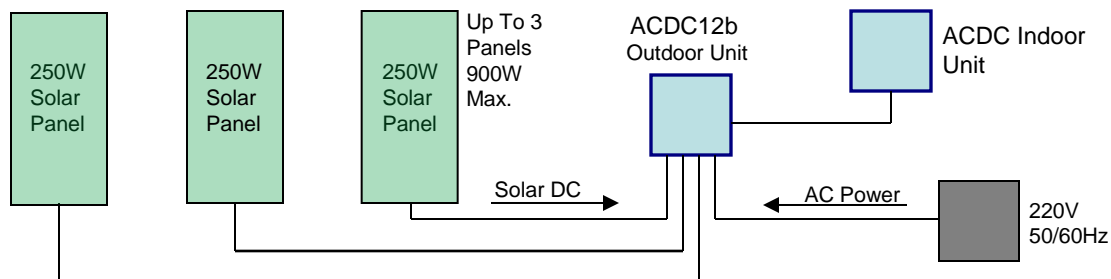 250W
Solar
Panel
250W
Solar
Panel
250W
Solar
Panel
Up To 3
Panels
900W
Max.
ACDC12b
Outdoor Unit
ACDC Indoor
Unit
Solar DC
AC Power
220V
50/60Hz